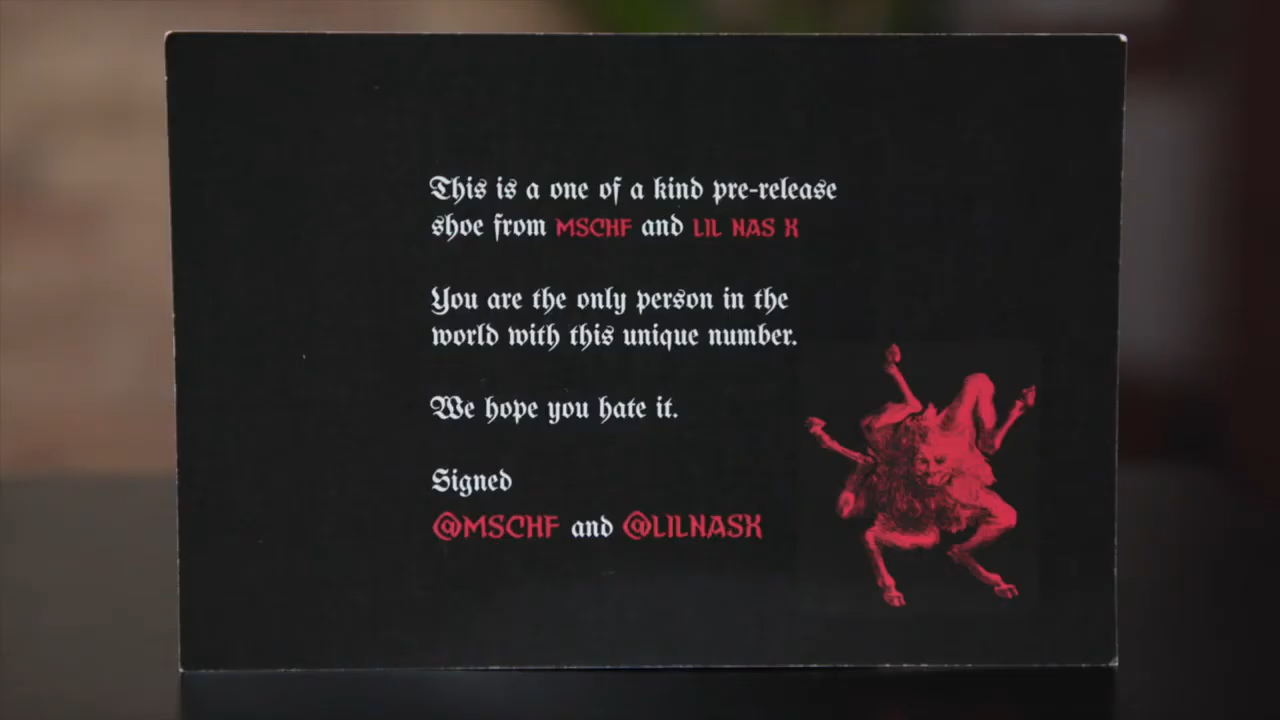 This is a one of a kind pre-release
shoe from MSCHF and LIL NAS X
You are the only person in the
world with this unique number.
We hope you hate it.
Signed
@MSCHF and @LILNASX